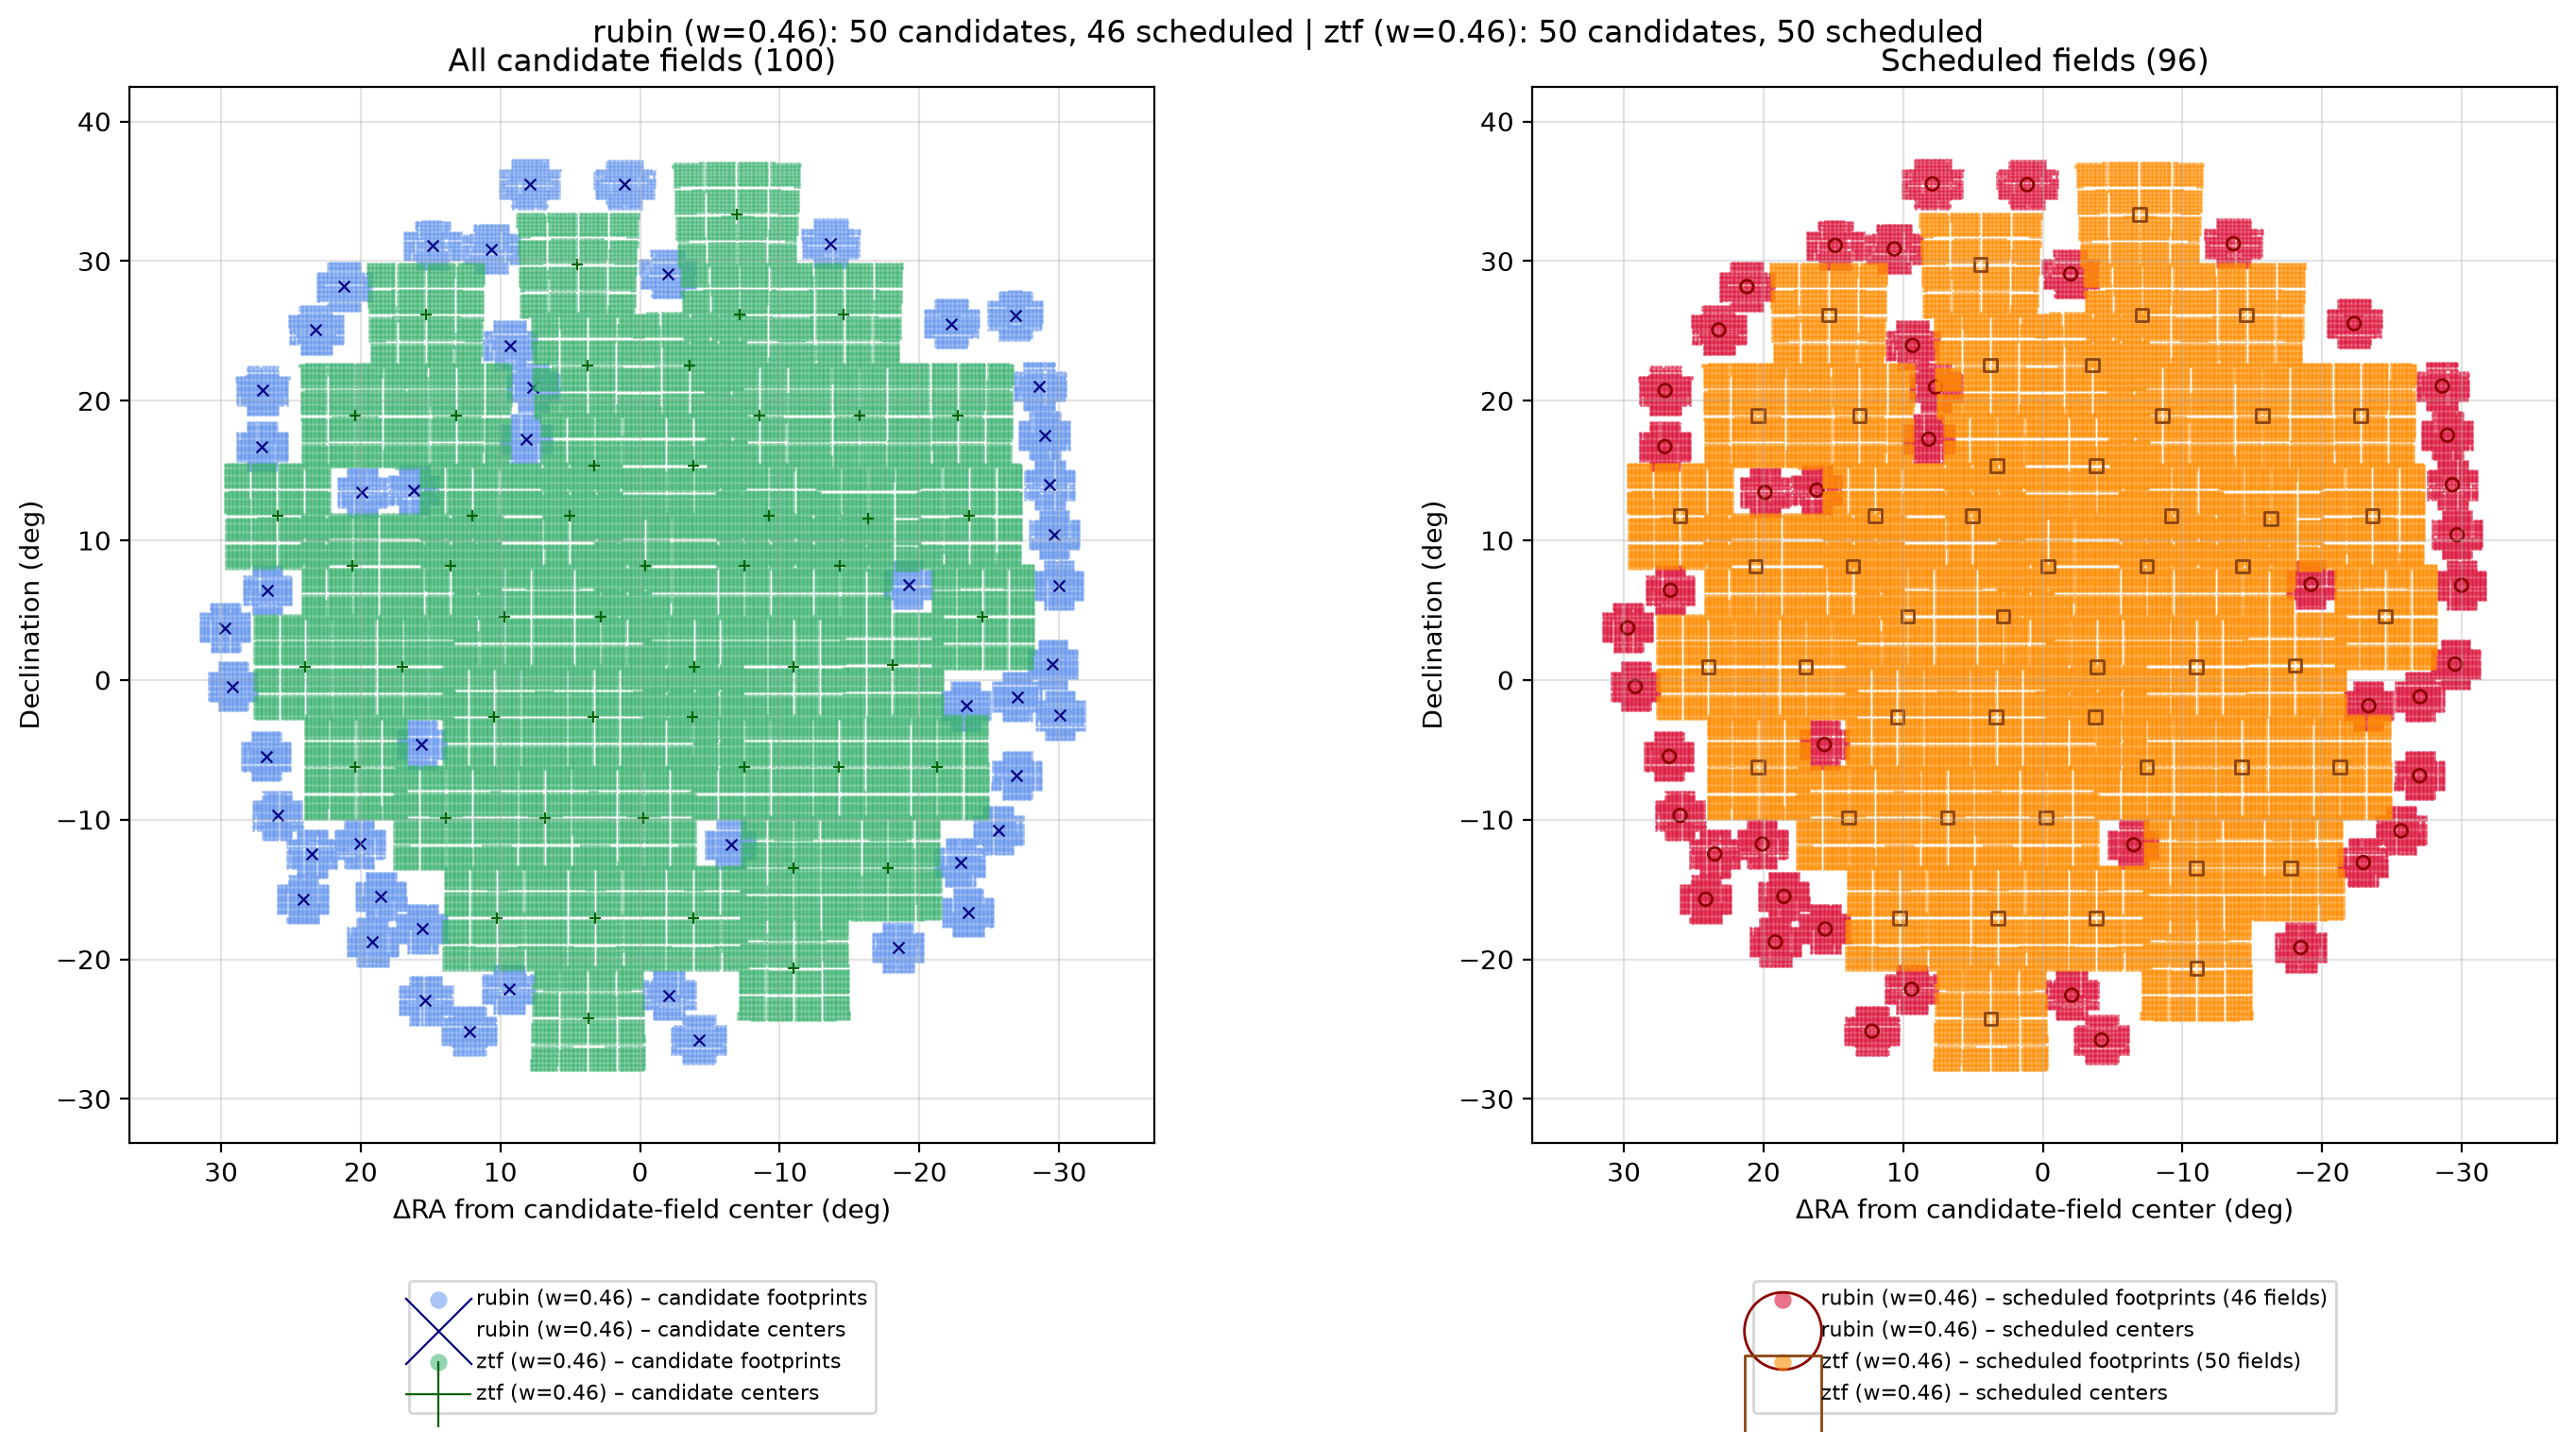 rubin (w=0.46): 50 candidates, 46 scheduled | ztf (w=0.46): 50 candidates, 50 scheduled
All candidate fields (100)
40
30
20
10
0
−10
−20
−30
Declination (deg)
30 20 10 0 −10 −20 −30
ΔRA from candidate-field center (deg)
rubin (w=0.46) – candidate footprints
rubin (w=0.46) – candidate centers
ztf (w=0.46) – candidate footprints
ztf (w=0.46) – candidate centers
Scheduled fields (96)
40
30
20
10
0
−10
−20
−30
Declination (deg)
30 20 10 0 −10 −20 −30
ΔRA from candidate-field center (deg)
rubin (w=0.46) – scheduled footprints (46 fields)
rubin (w=0.46) – scheduled centers
ztf (w=0.46) – scheduled footprints (50 fields)
ztf (w=0.46) – scheduled centers